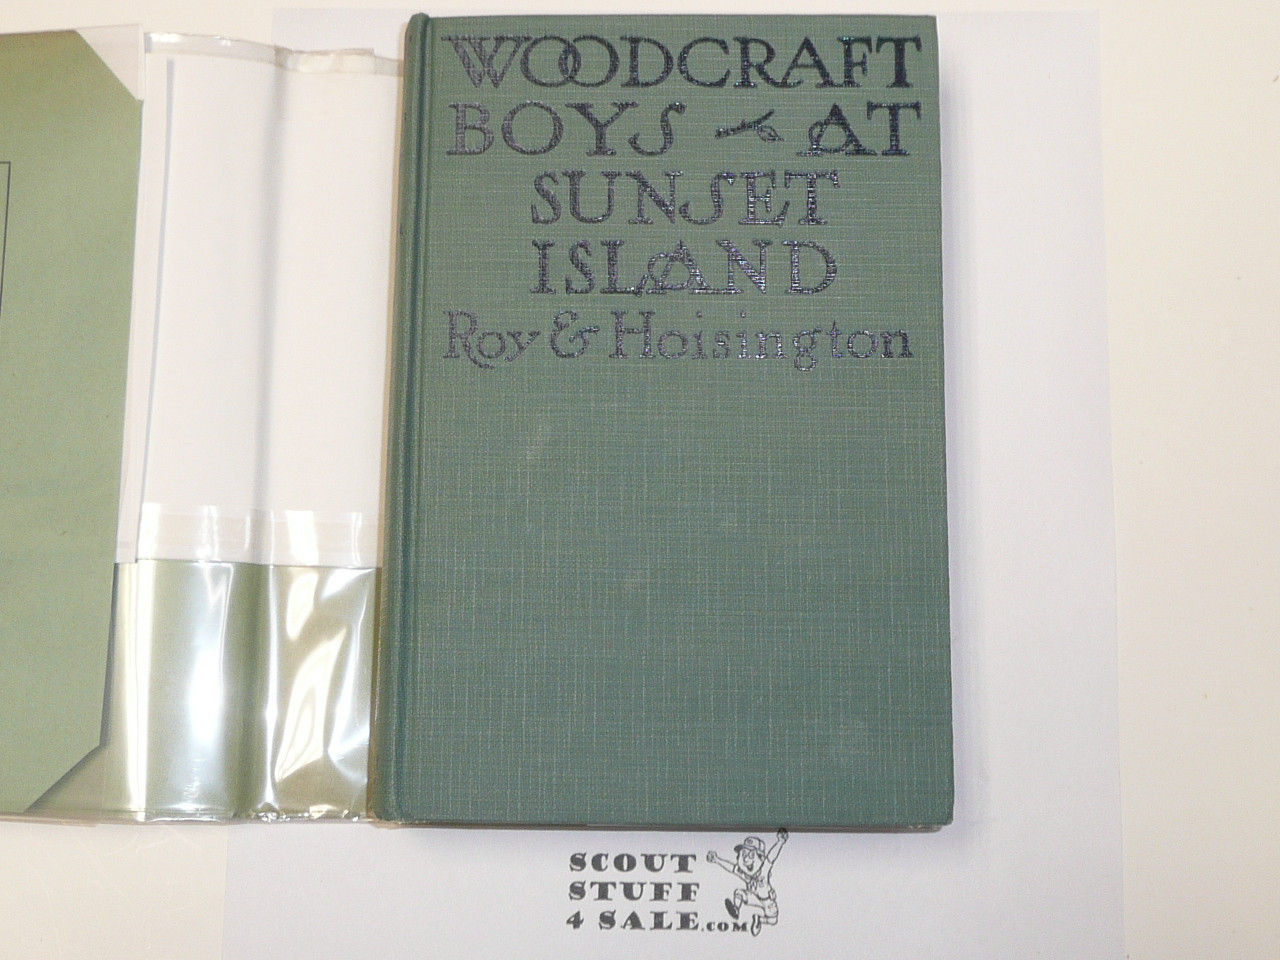 WOODCRAFT
BOYS AT
SUNSET
ISLAND
Roy & Hoisington
SCOUT
STUFF
4 SALE.COM